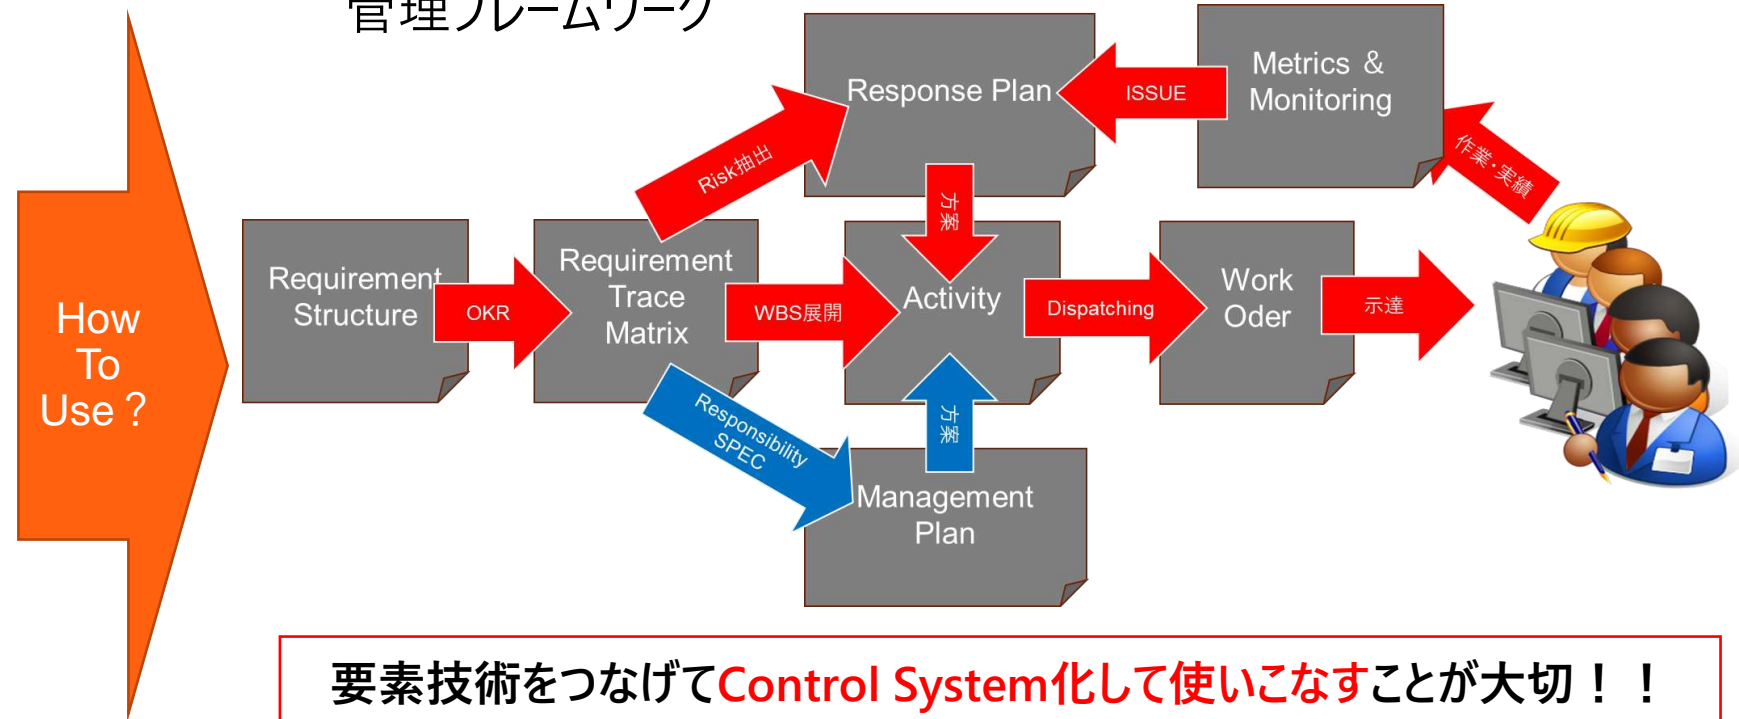 管理フレームワーク
How
To
Use？
Requirement
Structure
OKR
Requirement
Trace
Matrix
Risk抽出
WBS展開
Responsibility
SPEC
Response Plan
ISSUE
Metrics ＆
Monitoring
方案
Activity
方案
Management
Plan
Dispatching
Work
Oder
示達
作業・実績
要素技術をつなげてControl System化して使いこなすことが大切！！